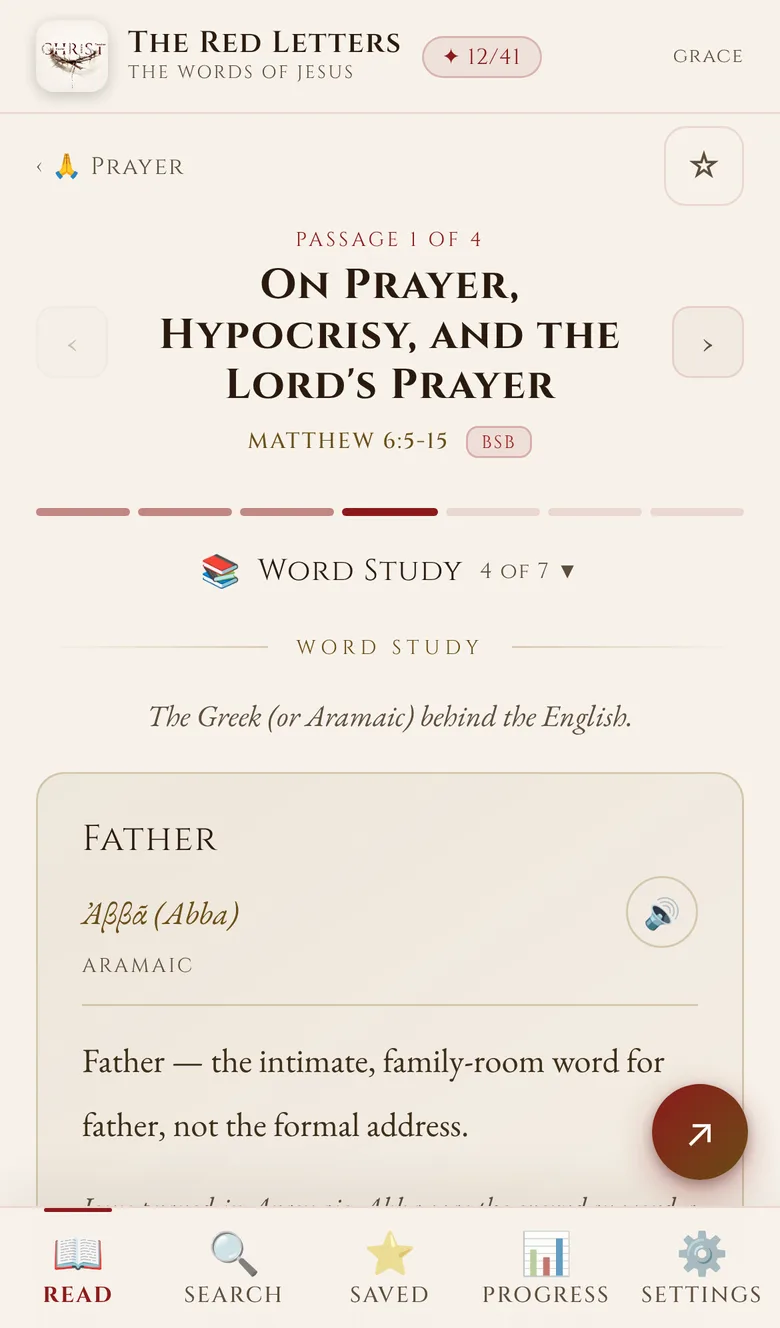 CHRIST
The Red Letters
THE WORDS OF JESUS
✦ 12/41
GRACE
‹ 🙏 Prayer
☆
PASSAGE 1 OF 4
On Prayer,
Hypocrisy, and the
Lord's Prayer
‹
›
MATTHEW 6:5-15 BSB
📚 Word Study 4 OF 7 ▼
WORD STUDY
The Greek (or Aramaic) behind the English.
Father
Ἀββᾶ (Abba)
ARAMAIC
Father — the intimate, family-room word for
father, not the formal address.
READ
SEARCH
SAVED
PROGRESS
SETTINGS